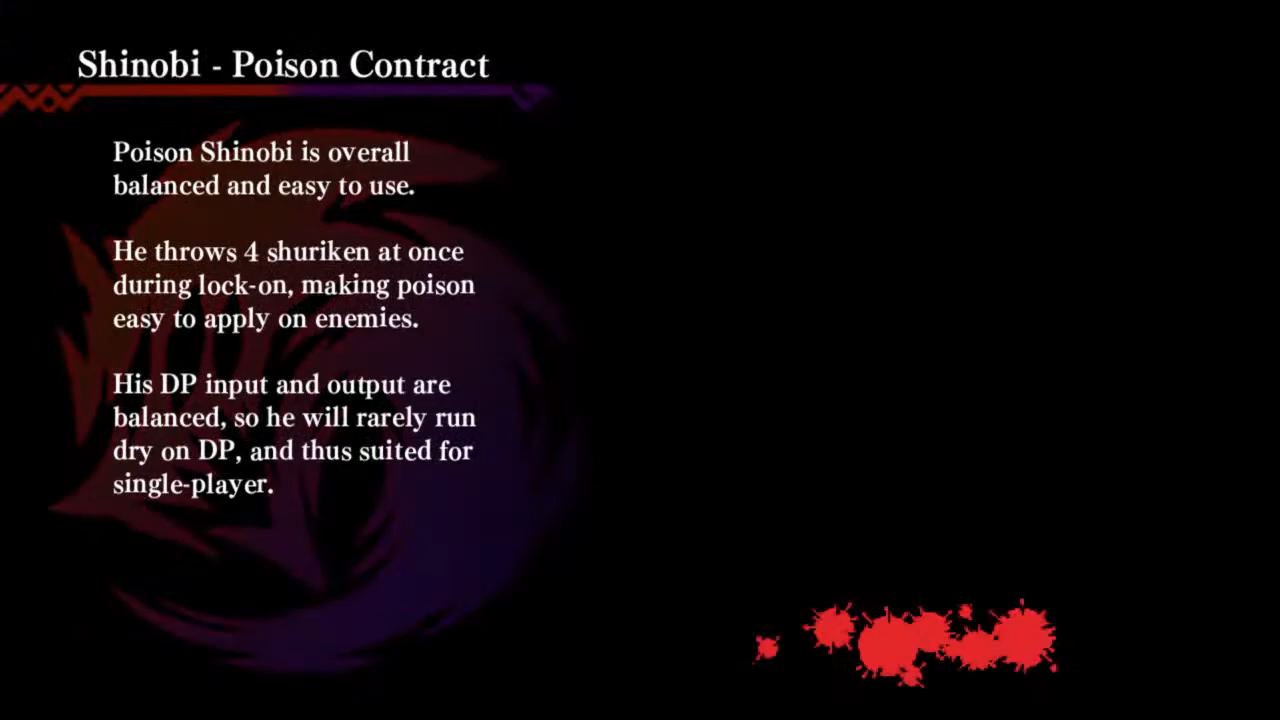 Shinobi - Poison Contract
Poison Shinobi is overall
balanced and easy to use.
He throws 4 shuriken at once
during lock-on, making poison
easy to apply on enemies.
His DP input and output are
balanced, so he will rarely run
dry on DP, and thus suited for
single-player.